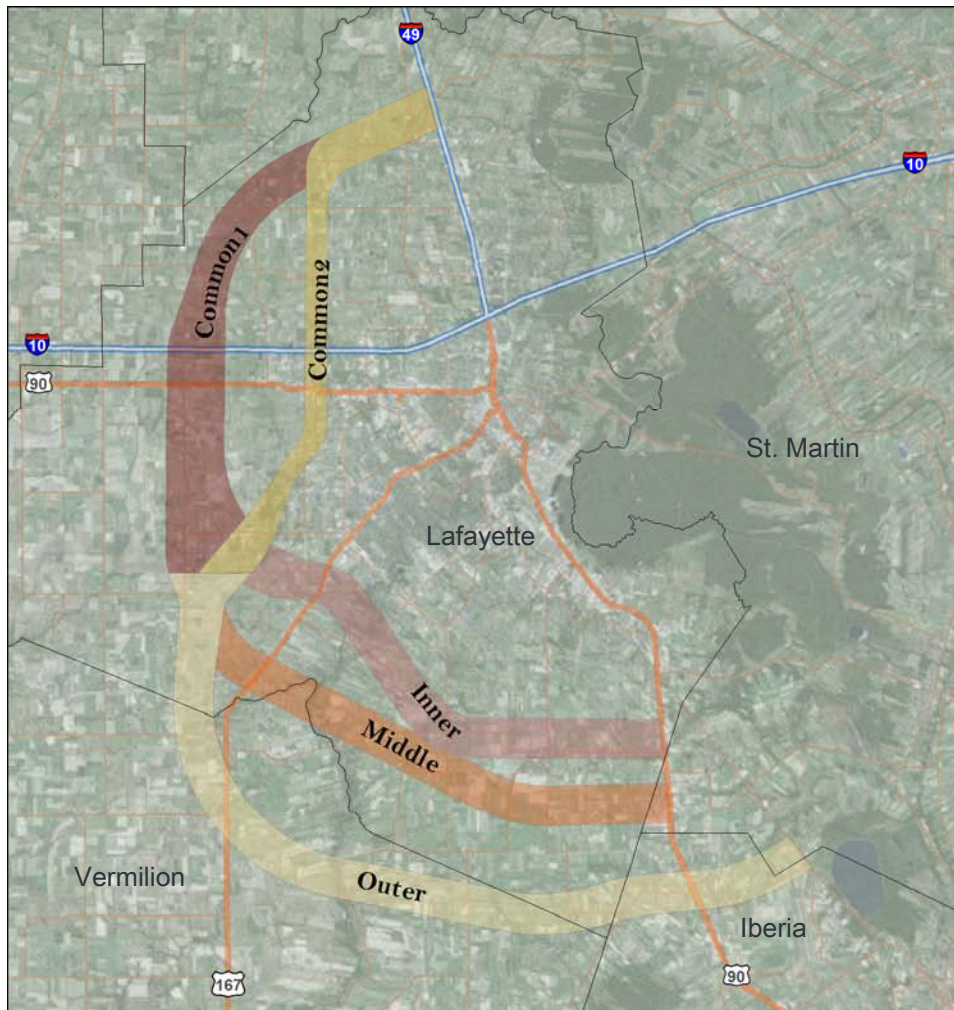 49
10
Common1
Common2
10
90
St. Martin
Lafayette
Inner
Middle
Vermilion
Outer
Iberia
167
90